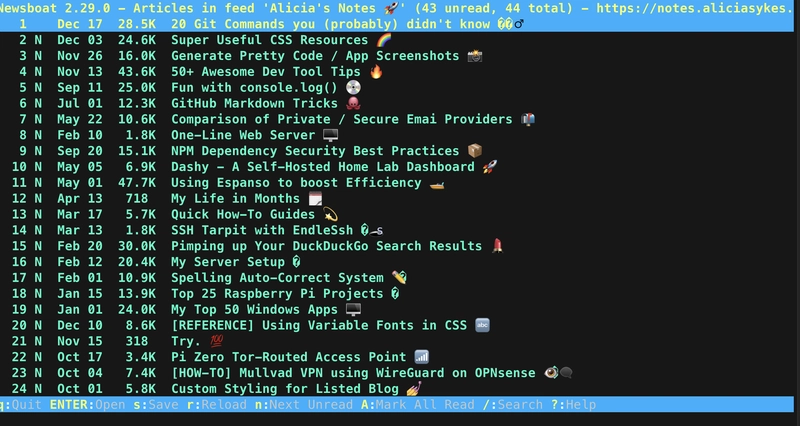 Newsboat 2.29.0 - Articles in feed 'Alicia's Notes 🚀' (43 unread, 44 total) - https://notes.aliciasykes.
1 Dec 17 28.5K 20 Git Commands you (probably) didn't know ��♂
2 N Dec 03 24.6K Super Useful CSS Resources 🌈
3 N Nov 26 16.0K Generate Pretty Code / App Screenshots 📸
4 N Nov 13 43.6K 50+ Awesome Dev Tool Tips 🔥
5 N Sep 11 25.0K Fun with console.log() 💿
6 N Jul 01 12.3K GitHub Markdown Tricks 🐙
7 N May 22 10.6K Comparison of Private / Secure Emai Providers 📬
8 N Feb 10 1.8K One-Line Web Server 🖥️
9 N Sep 20 15.1K NPM Dependency Security Best Practices 📦
10 N May 05 6.9K Dashy - A Self-Hosted Home Lab Dashboard 🚀
11 N May 01 47.7K Using Espanso to boost Efficiency 🚤
12 N Apr 13 718 My Life in Months 🗓️
13 N Mar 17 5.7K Quick How-To Guides 💫
14 N Mar 13 1.8K SSH Tarpit with EndleSsh �
15 N Feb 20 30.0K Pimping up Your DuckDuckGo Search Results 💄
16 N Feb 12 20.4K My Server Setup �
17 N Feb 01 10.9K Spelling Auto-Correct System ✏️
18 N Jan 15 13.9K Top 25 Raspberry Pi Projects �
19 N Jan 01 24.0K My Top 50 Windows Apps 🖥️
20 N Dec 10 8.6K [REFERENCE] Using Variable Fonts in CSS 🔤
21 N Nov 15 318 Try. 💯
22 N Oct 17 3.4K Pi Zero Tor-Routed Access Point 📶
23 N Oct 04 7.4K [HOW-TO] Mullvad VPN using WireGuard on OPNsense 👁️‍🗨️
24 N Oct 01 5.8K Custom Styling for Listed Blog 💅
q:Quit ENTER:Open s:Save r:Reload n:Next Unread A:Mark All Read /:Search ?:Help